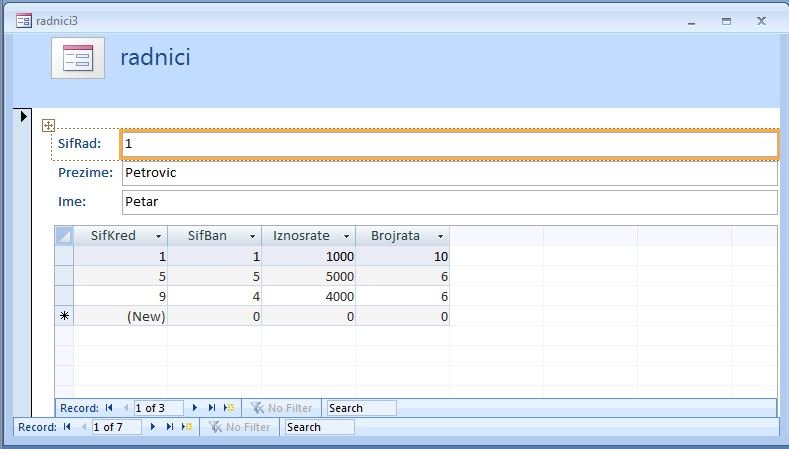 radnici3
radnici
SifRad: 1
Prezime: Petrovic
Ime: Petar
SifKred SifBan Iznosrate Brojrata
1 1 1000 10
5 5 5000 6
9 4 4000 6
(New) 0 0 0
Record: 1 of 3 No Filter Search
Record: 1 of 7 No Filter Search